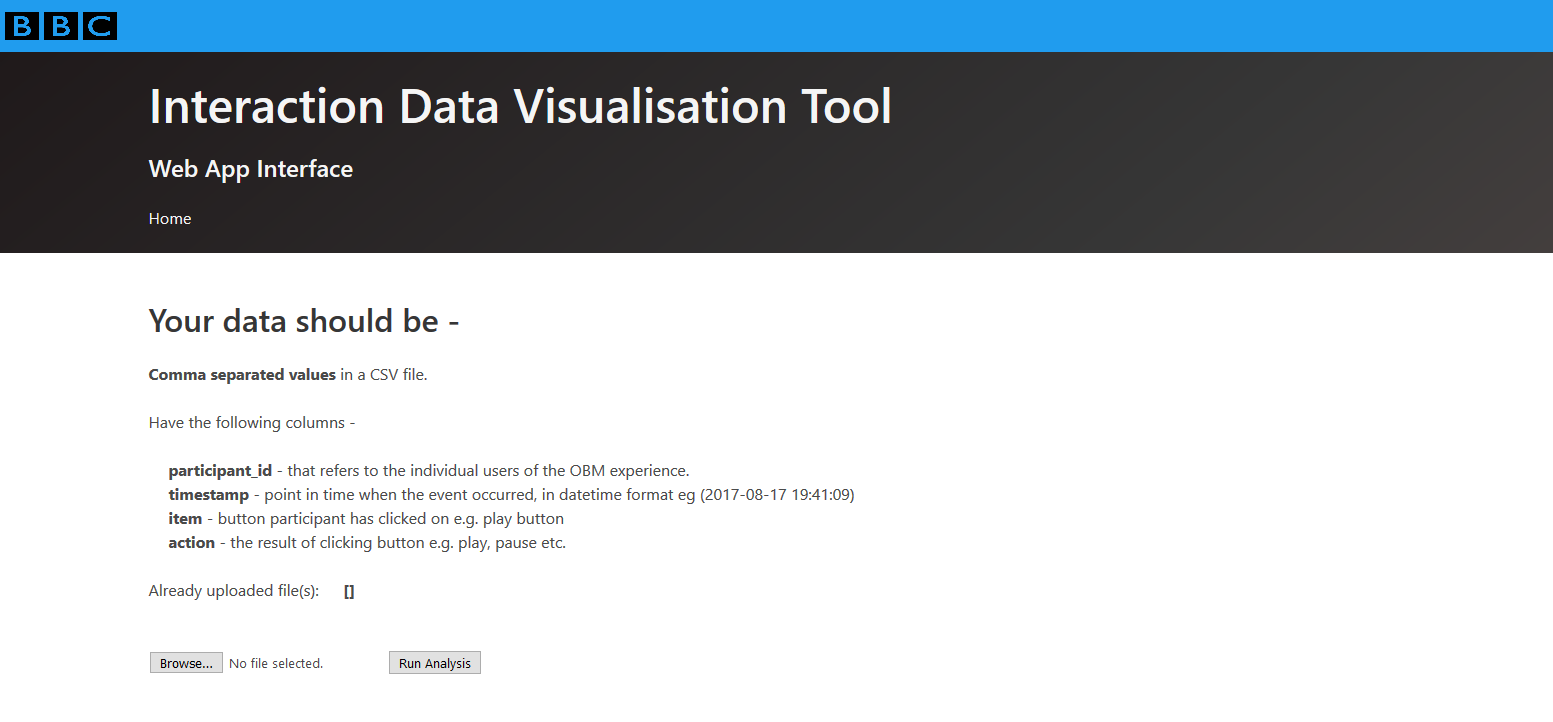 BBC
Interaction Data Visualisation Tool
Web App Interface
Home
Your data should be -
Comma separated values in a CSV file.
Have the following columns -
participant_id - that refers to the individual users of the OBM experience.
timestamp - point in time when the event occurred, in datetime format eg (2017-08-17 19:41:09)
item - button participant has clicked on e.g. play button
action - the result of clicking button e.g. play, pause etc.
Already uploaded file(s): []
Browse... No file selected. Run Analysis